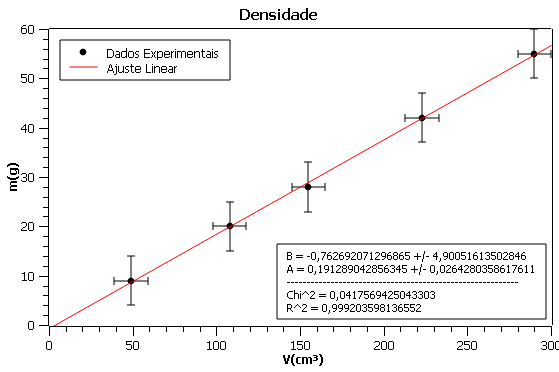 Densidade
Dados Experimentais
Ajuste Linear
m(g)
60
50
40
30
20
10
0
B = -0,762692071296865 +/- 4,90051613502846
A = 0,191289042856345 +/- 0,0264280358617611
--------------------------------------------------------
Chi^2 = 0,0417569425043303
R^2 = 0,999203598136552
0 50 100 150 200 250 300
V(cm³)